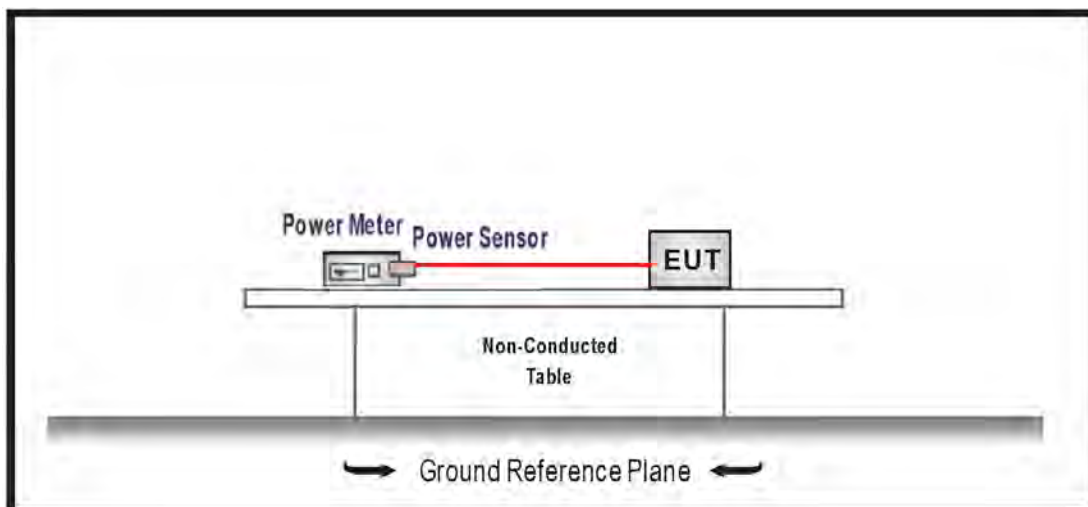 Power Meter
Power Sensor
EUT
Non-Conducted
Table
Ground Reference Plane